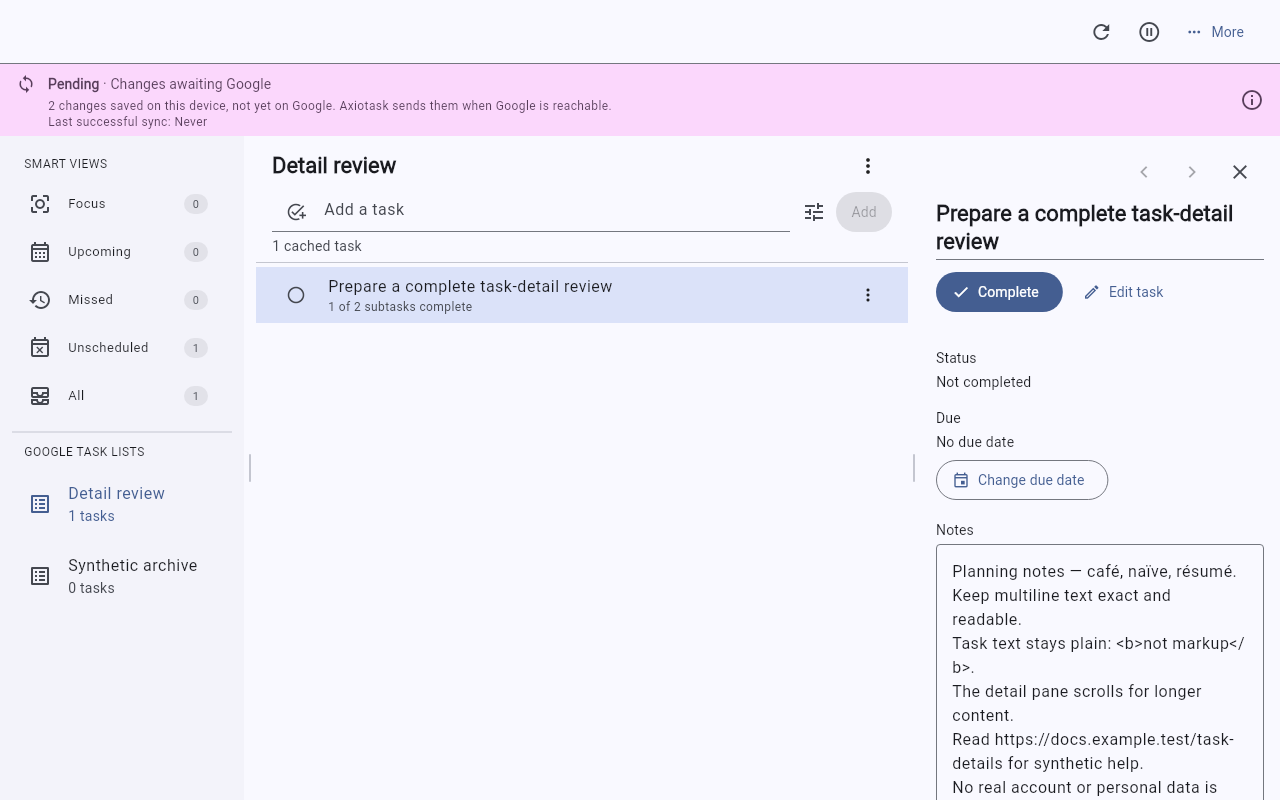 More
Pending · Changes awaiting Google
2 changes saved on this device, not yet on Google. Axiotask sends them when Google is reachable.
Last successful sync: Never
SMART VIEWS
Focus 0
Upcoming 0
Missed 0
Unscheduled 1
All 1
GOOGLE TASK LISTS
Detail review
1 tasks
Synthetic archive
0 tasks
Detail review
Add a task
Add
1 cached task
Prepare a complete task-detail review
1 of 2 subtasks complete
Prepare a complete task-detail
review
Complete
Edit task
Status
Not completed
Due
No due date
Change due date
Notes
Planning notes — café, naïve, résumé.
Keep multiline text exact and
readable.
Task text stays plain: <b>not markup</
b>.
The detail pane scrolls for longer
content.
Read https://docs.example.test/task-
details for synthetic help.
No real account or personal data is